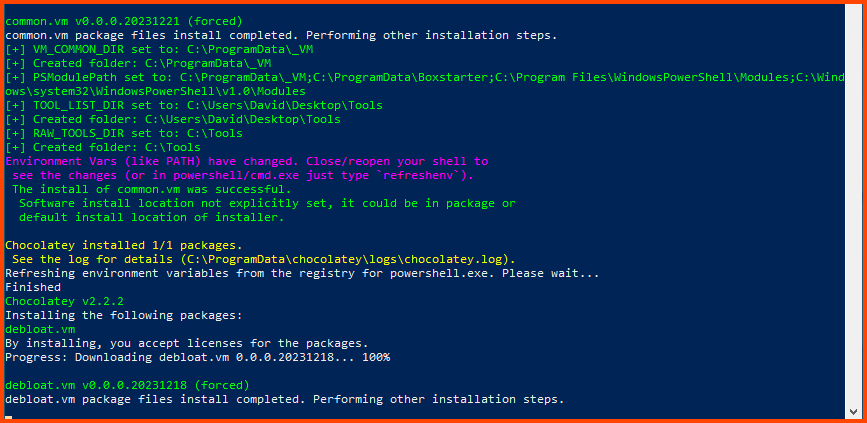 common.vm v0.0.0.20231221 (forced)
common.vm package files install completed. Performing other installation steps.
[+] VM_COMMON_DIR set to: C:\ProgramData\_VM
[+] Created folder: C:\ProgramData\_VM
[+] PSModulePath set to: C:\ProgramData\_VM;C:\ProgramData\Boxstarter;C:\Program Files\WindowsPowerShell\Modules;C:\Wind
ows\system32\WindowsPowerShell\v1.0\Modules
[+] TOOL_LIST_DIR set to: C:\Users\David\Desktop\Tools
[+] Created folder: C:\Users\David\Desktop\Tools
[+] RAW_TOOLS_DIR set to: C:\Tools
[+] Created folder: C:\Tools
Environment Vars (like PATH) have changed. Close/reopen your shell to
 see the changes (or in powershell/cmd.exe just type `refreshenv`).
 The install of common.vm was successful.
  Software install location not explicitly set, it could be in package or
  default install location of installer.

Chocolatey installed 1/1 packages.
 See the log for details (C:\ProgramData\chocolatey\logs\chocolatey.log).
Refreshing environment variables from the registry for powershell.exe. Please wait...
Finished
Chocolatey v2.2.2
Installing the following packages:
debloat.vm
By installing, you accept licenses for the packages.
Progress: Downloading debloat.vm 0.0.0.20231218... 100%

debloat.vm v0.0.0.20231218 (forced)
debloat.vm package files install completed. Performing other installation steps.